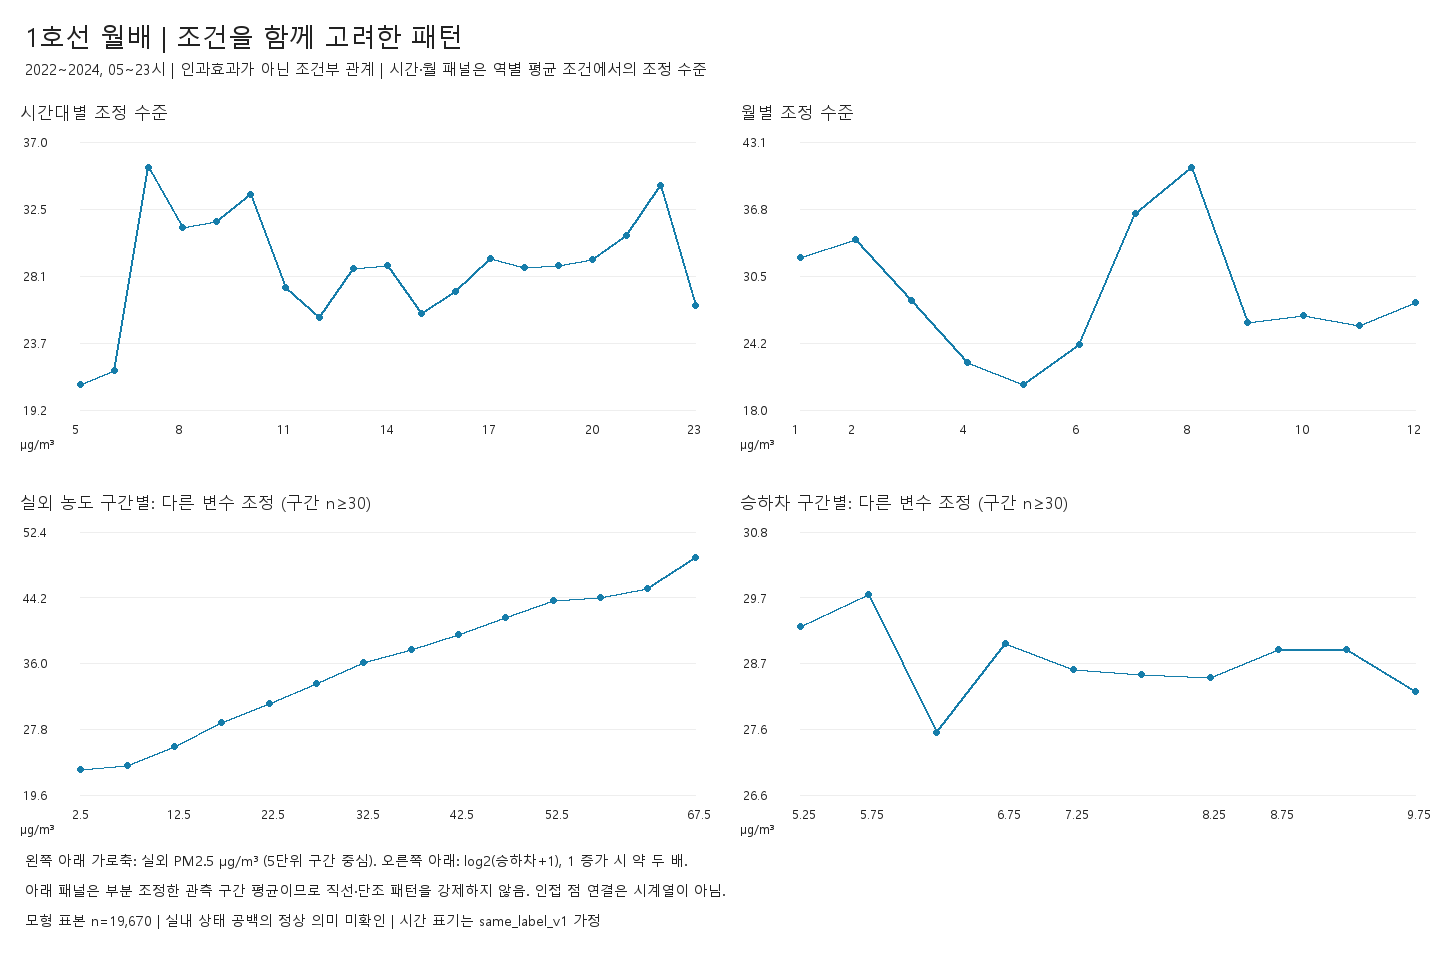 1호선 월배 | 조건을 함께 고려한 패턴
2022~2024, 05~23시 | 인과효과가 아닌 조건부 관계 | 시간·월 패널은 역별 평균 조건에서의 조정 수준
시간대별 조정 수준
37.0
32.5
28.1
23.7
19.2
5 8 11 14 17 20 23
µg/m³
월별 조정 수준
43.1
36.8
30.5
24.2
18.0
1 2 4 6 8 10 12
µg/m³
실외 농도 구간별: 다른 변수 조정 (구간 n≥30)
52.4
44.2
36.0
27.8
19.6
2.5 12.5 22.5 32.5 42.5 52.5 67.5
µg/m³
승하차 구간별: 다른 변수 조정 (구간 n≥30)
30.8
29.7
28.7
27.6
26.6
5.25 5.75 6.75 7.25 8.25 8.75 9.75
µg/m³
왼쪽 아래 가로축: 실외 PM2.5 µg/m³ (5단위 구간 중심). 오른쪽 아래: log2(승하차+1), 1 증가 시 약 두 배.
아래 패널은 부분 조정한 관측 구간 평균이므로 직선·단조 패턴을 강제하지 않음. 인접 점 연결은 시계열이 아님.
모형 표본 n=19,670 | 실내 상태 공백의 정상 의미 미확인 | 시간 표기는 same_label_v1 가정